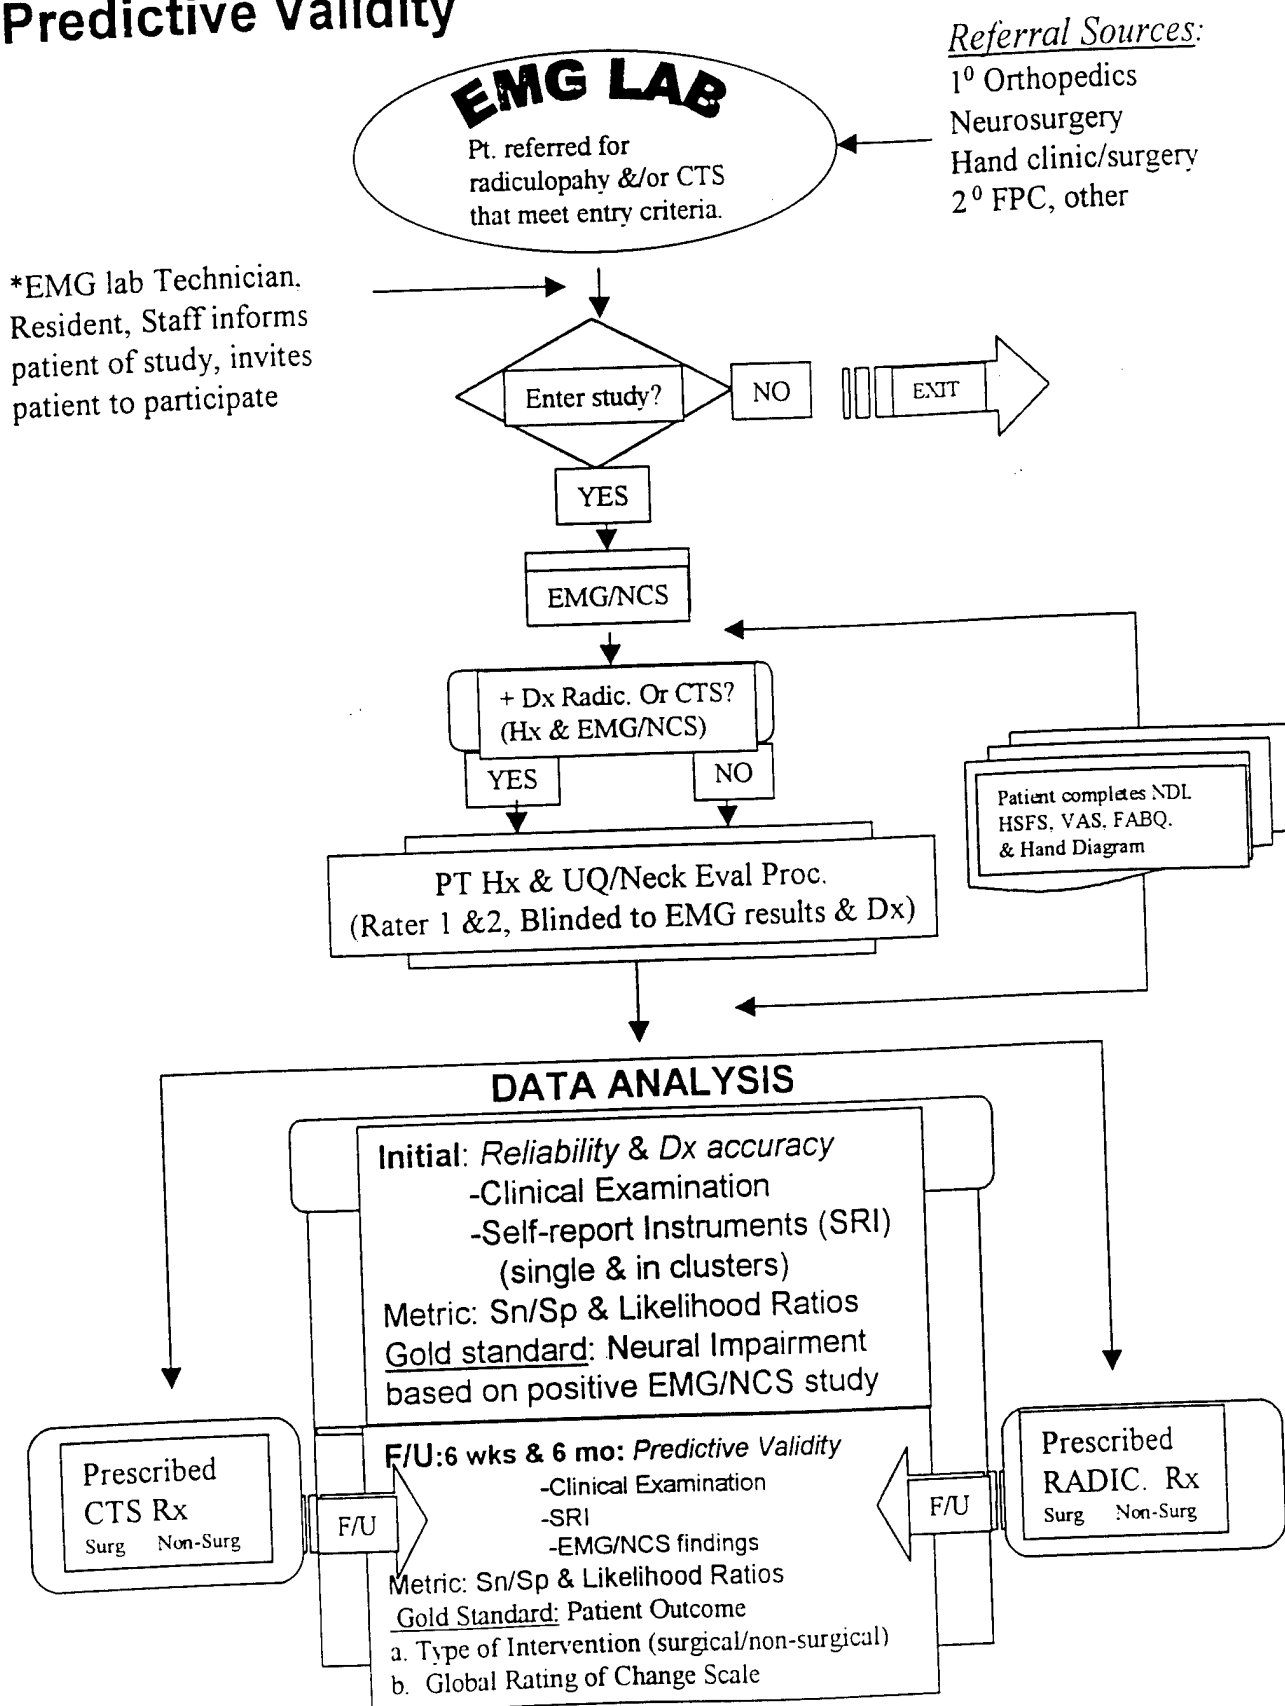 Predictive Validity
Referral Sources:
1⁰ Orthopedics
Neurosurgery
Hand clinic/surgery
2⁰ FPC, other
EMG LAB
Pt. referred for
radiculopahy &/or CTS
that meet entry criteria.
*EMG lab Technician.
Resident, Staff informs
patient of study, invites
patient to participate
Enter study?
NO
EXIT
YES
EMG/NCS
+ Dx Radic. Or CTS?
(Hx & EMG/NCS)
YES
NO
Patient completes NDI,
HSFS, VAS, FABQ.
& Hand Diagram
PT Hx & UQ/Neck Eval Proc.
(Rater 1 &2, Blinded to EMG results & Dx)
DATA ANALYSIS
Initial: Reliability & Dx accuracy
-Clinical Examination
-Self-report Instruments (SRI)
(single & in clusters)
Metric: Sn/Sp & Likelihood Ratios
Gold standard: Neural Impairment
based on positive EMG/NCS study
F/U:6 wks & 6 mo: Predictive Validity
-Clinical Examination
-SRI
-EMG/NCS findings
Metric: Sn/Sp & Likelihood Ratios
Gold Standard: Patient Outcome
a. Type of Intervention (surgical/non-surgical)
b. Global Rating of Change Scale
Prescribed
CTS Rx
Surg Non-Surg
F/U
F/U
Prescribed
RADIC. Rx
Surg Non-Surg